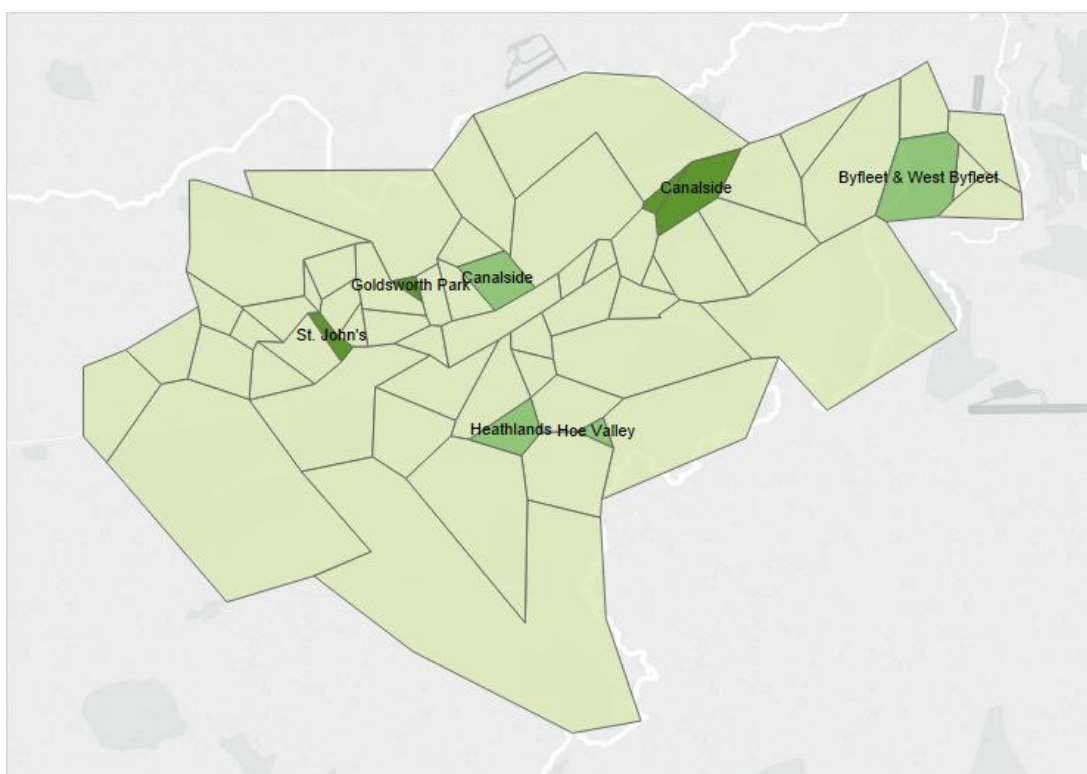 Byfleet & West Byfleet
Canalside
Canalside
Goldsworth Park
St. John's
Heathlands
Hoe Valley